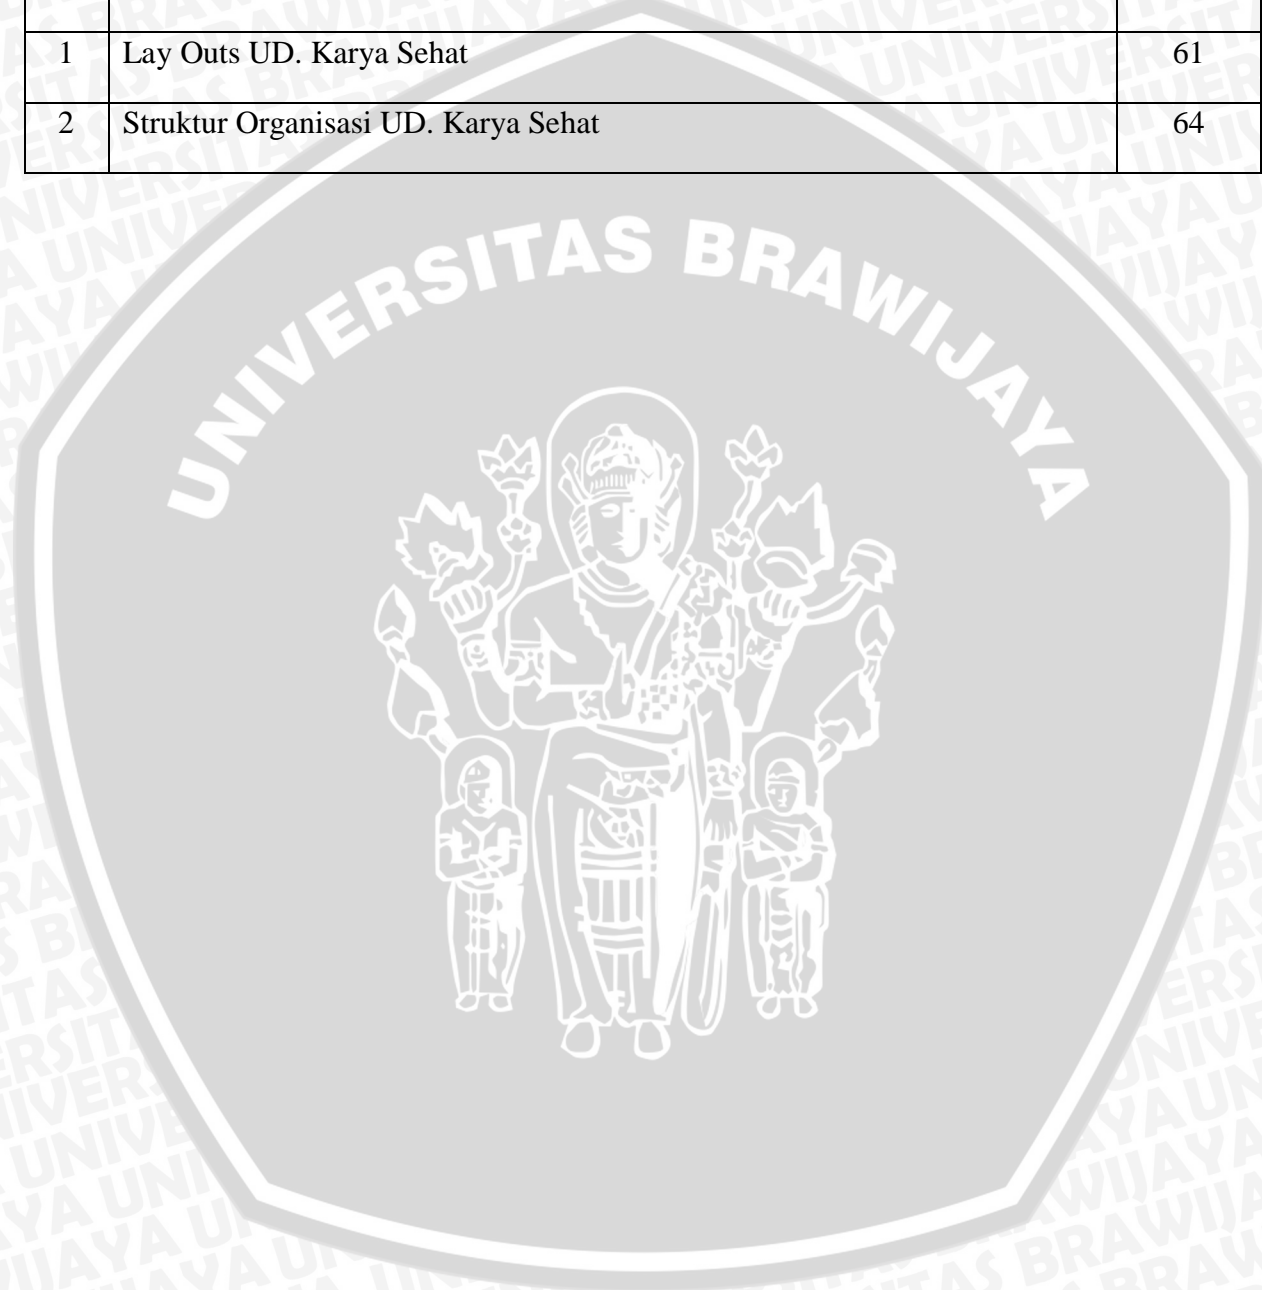 1 Lay Outs UD. Karya Sehat 61
2 Struktur Organisasi UD. Karya Sehat 64
UNIVERSITAS BRAWIJAYA